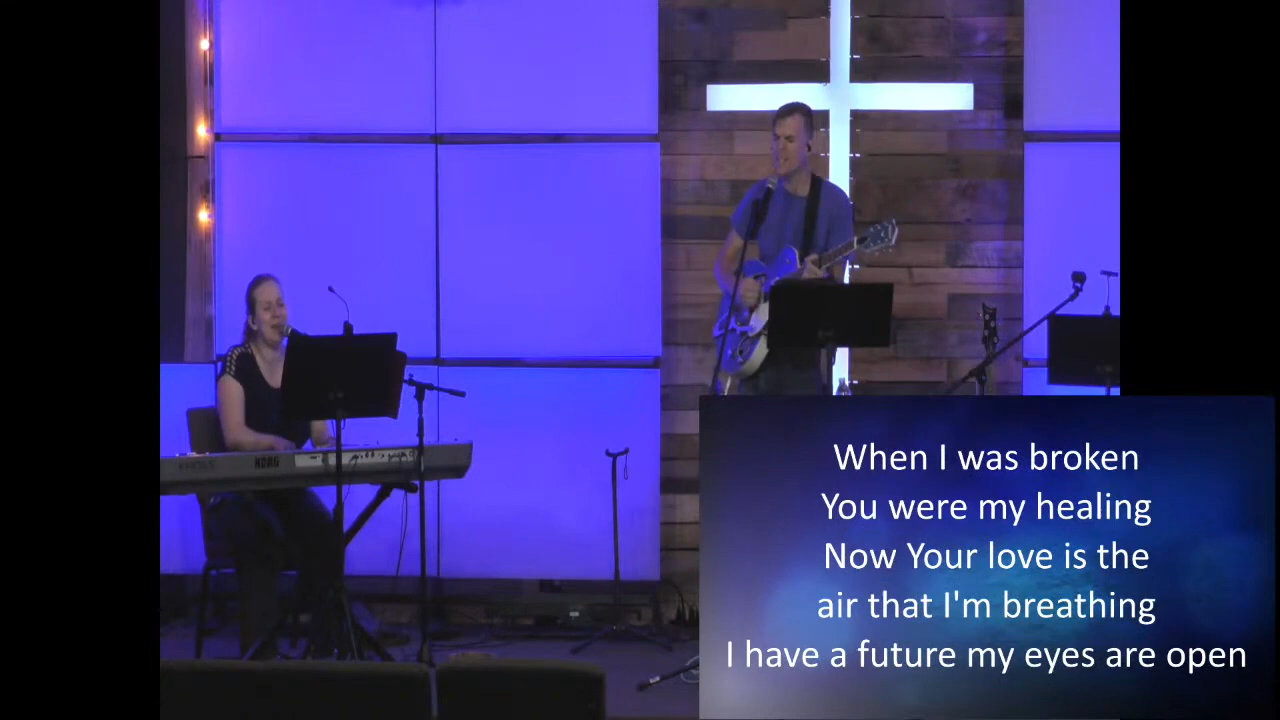 KORG
When I was broken
You were my healing
Now Your love is the
air that I'm breathing
I have a future my eyes are open